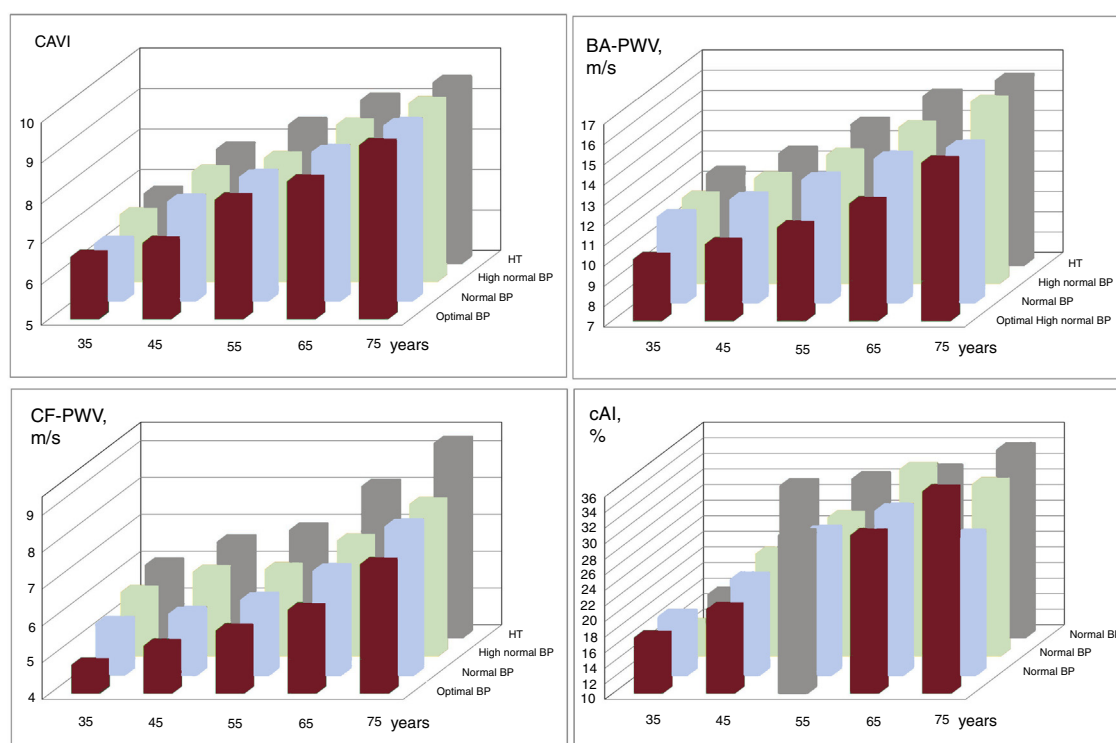 CAVI
10
9
8
7
6
5
HT
High normal BP
Normal BP
Optimal BP
35 45 55 65 75 years
BA-PWV,
m/s
17
16
15
14
13
12
11
10
9
8
7
HT
High normal BP
Normal BP
Optimal High normal BP
35 45 55 65 75 years
CF-PWV,
m/s
9
8
7
6
5
4
HT
High normal BP
Normal BP
Optimal BP
35 45 55 65 75 years
cAI,
%
36
34
32
30
28
26
24
22
20
18
16
14
12
10
Normal BP
Normal BP
Normal BP
35 45 55 65 75 years